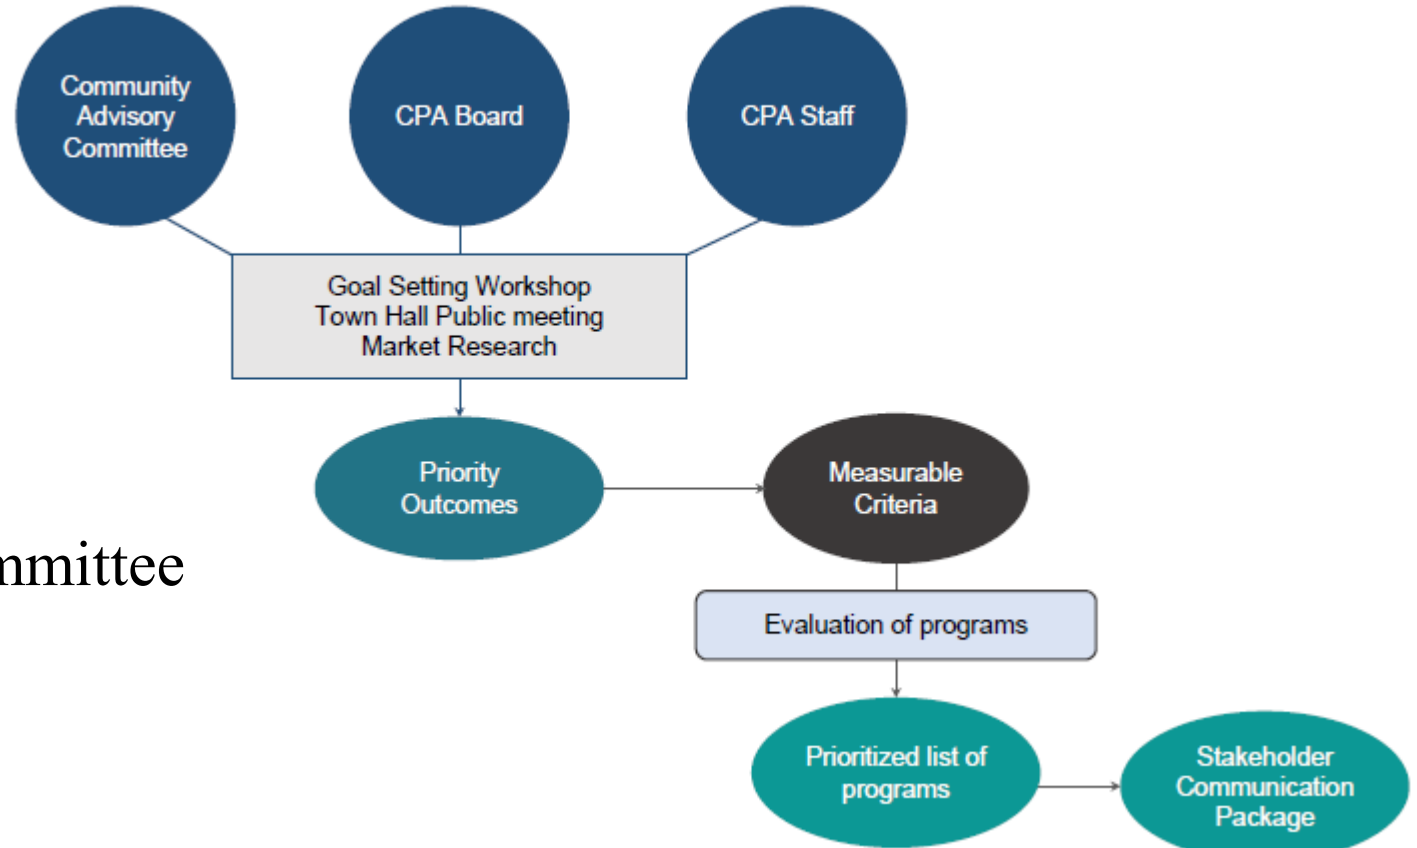 Community
Advisory
Committee
CPA Board
CPA Staff
Goal Setting Workshop
Town Hall Public meeting
Market Research
Priority
Outcomes
Measurable
Criteria
mmittee
Evaluation of programs
Prioritized list of
programs
Stakeholder
Communication
Package